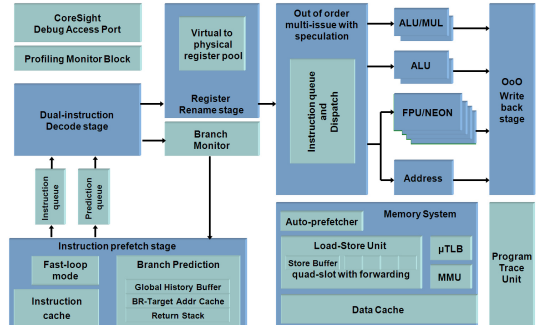 CoreSight
Debug Access Port
Profiling Monitor Block
Virtual to
physical
register pool
Register
Rename stage
Dual-instruction
Decode stage
Branch
Monitor
Instruction
queue
Prediction
queue
Instruction prefetch stage
Fast-loop
mode
Instruction
cache
Branch Prediction
Global History Buffer
BR-Target Addr Cache
Return Stack
Out of order
multi-issue with
speculation
Instruction queue
and
Dispatch
ALU/MUL
ALU
FPU/NEON
Address
OoO
Write
back
stage
Memory System
Auto-prefetcher
Load-Store Unit
Store Buffer
quad-slot with forwarding
µTLB
MMU
Data Cache
Program
Trace
Unit